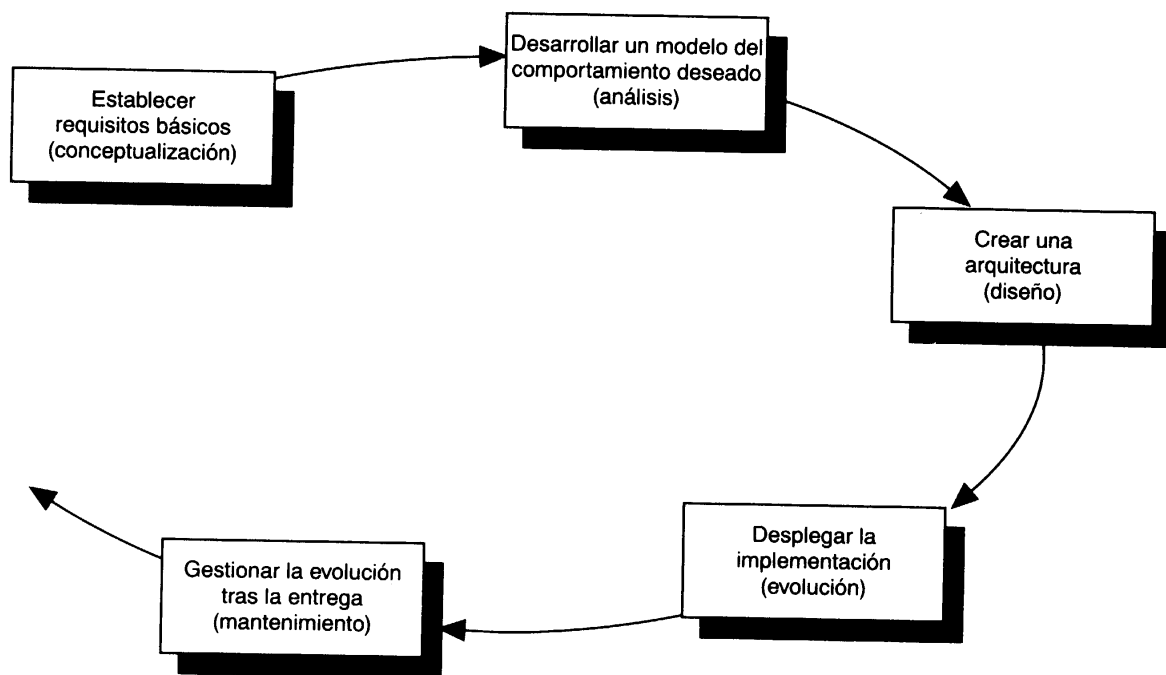 Establecer
requisitos básicos
(conceptualización)
Desarrollar un modelo del
comportamiento deseado
(análisis)
Crear una
arquitectura
(diseño)
Desplegar la
implementación
(evolución)
Gestionar la evolución
tras la entrega
(mantenimiento)